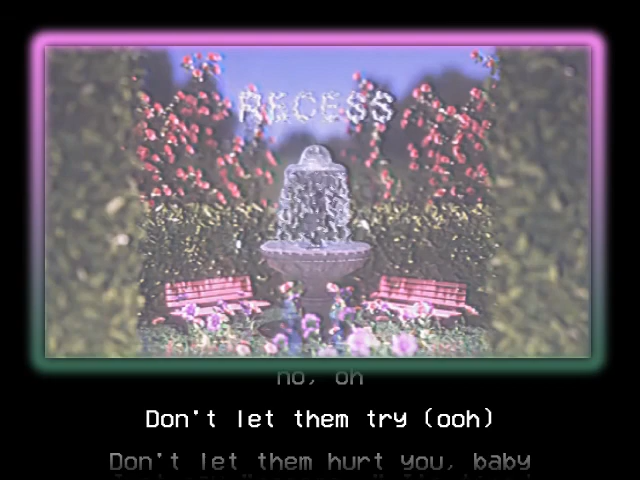 RECESS
no, oh
Don't let them try (ooh)
Don't let them hurt you, baby